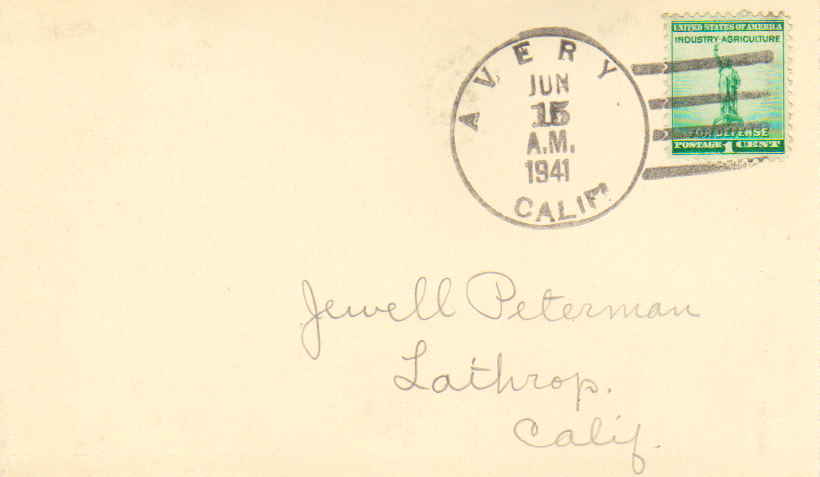 AVERY
JUN
15
A.M.
1941
CALIF.
UNITED STATES OF AMERICA
INDUSTRY·AGRICULTURE
FOR DEFENSE
POSTAGE 1 CENT
Jewell Peterman
Lathrop.
Calif.